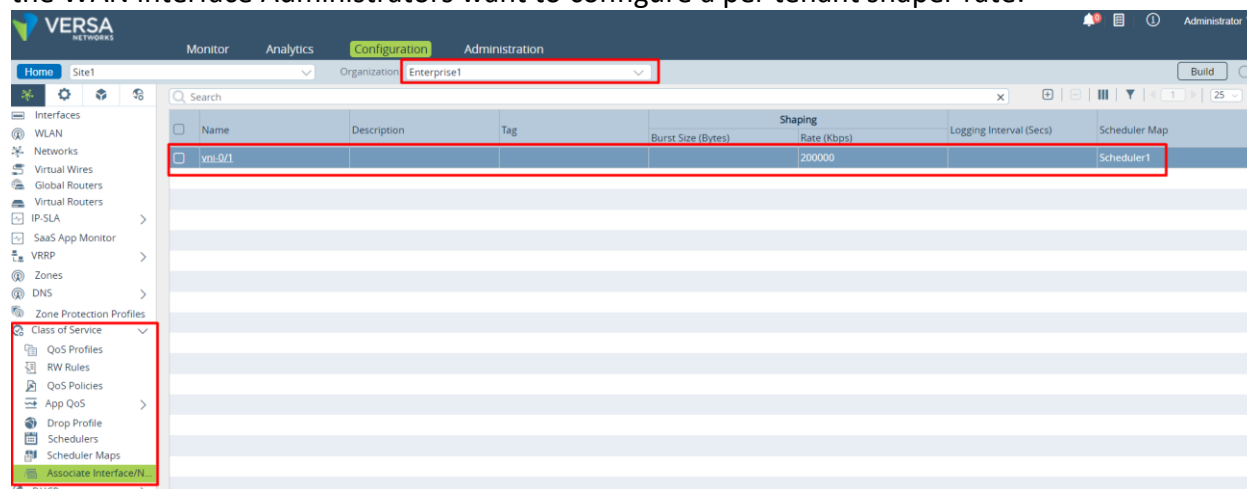 the WAN interface Administrators want to configure a per tenant shaper rate.
VERSA
NETWORKS
Administrator
Monitor Analytics Configuration Administration
Home Site1 Organization Enterprise1 Build
Search 1 25
Interfaces
WLAN
Networks
Virtual Wires
Global Routers
Virtual Routers
IP-SLA
SaaS App Monitor
VRRP
Zones
DNS
Zone Protection Profiles
Class of Service
QoS Profiles
RW Rules
QoS Policies
App QoS
Drop Profile
Schedulers
Scheduler Maps
Associate Interface/N...
Name Description Tag Shaping Logging Interval (Secs) Scheduler Map
Burst Size (Bytes) Rate (Kbps)
vni-0/1 200000 Scheduler1